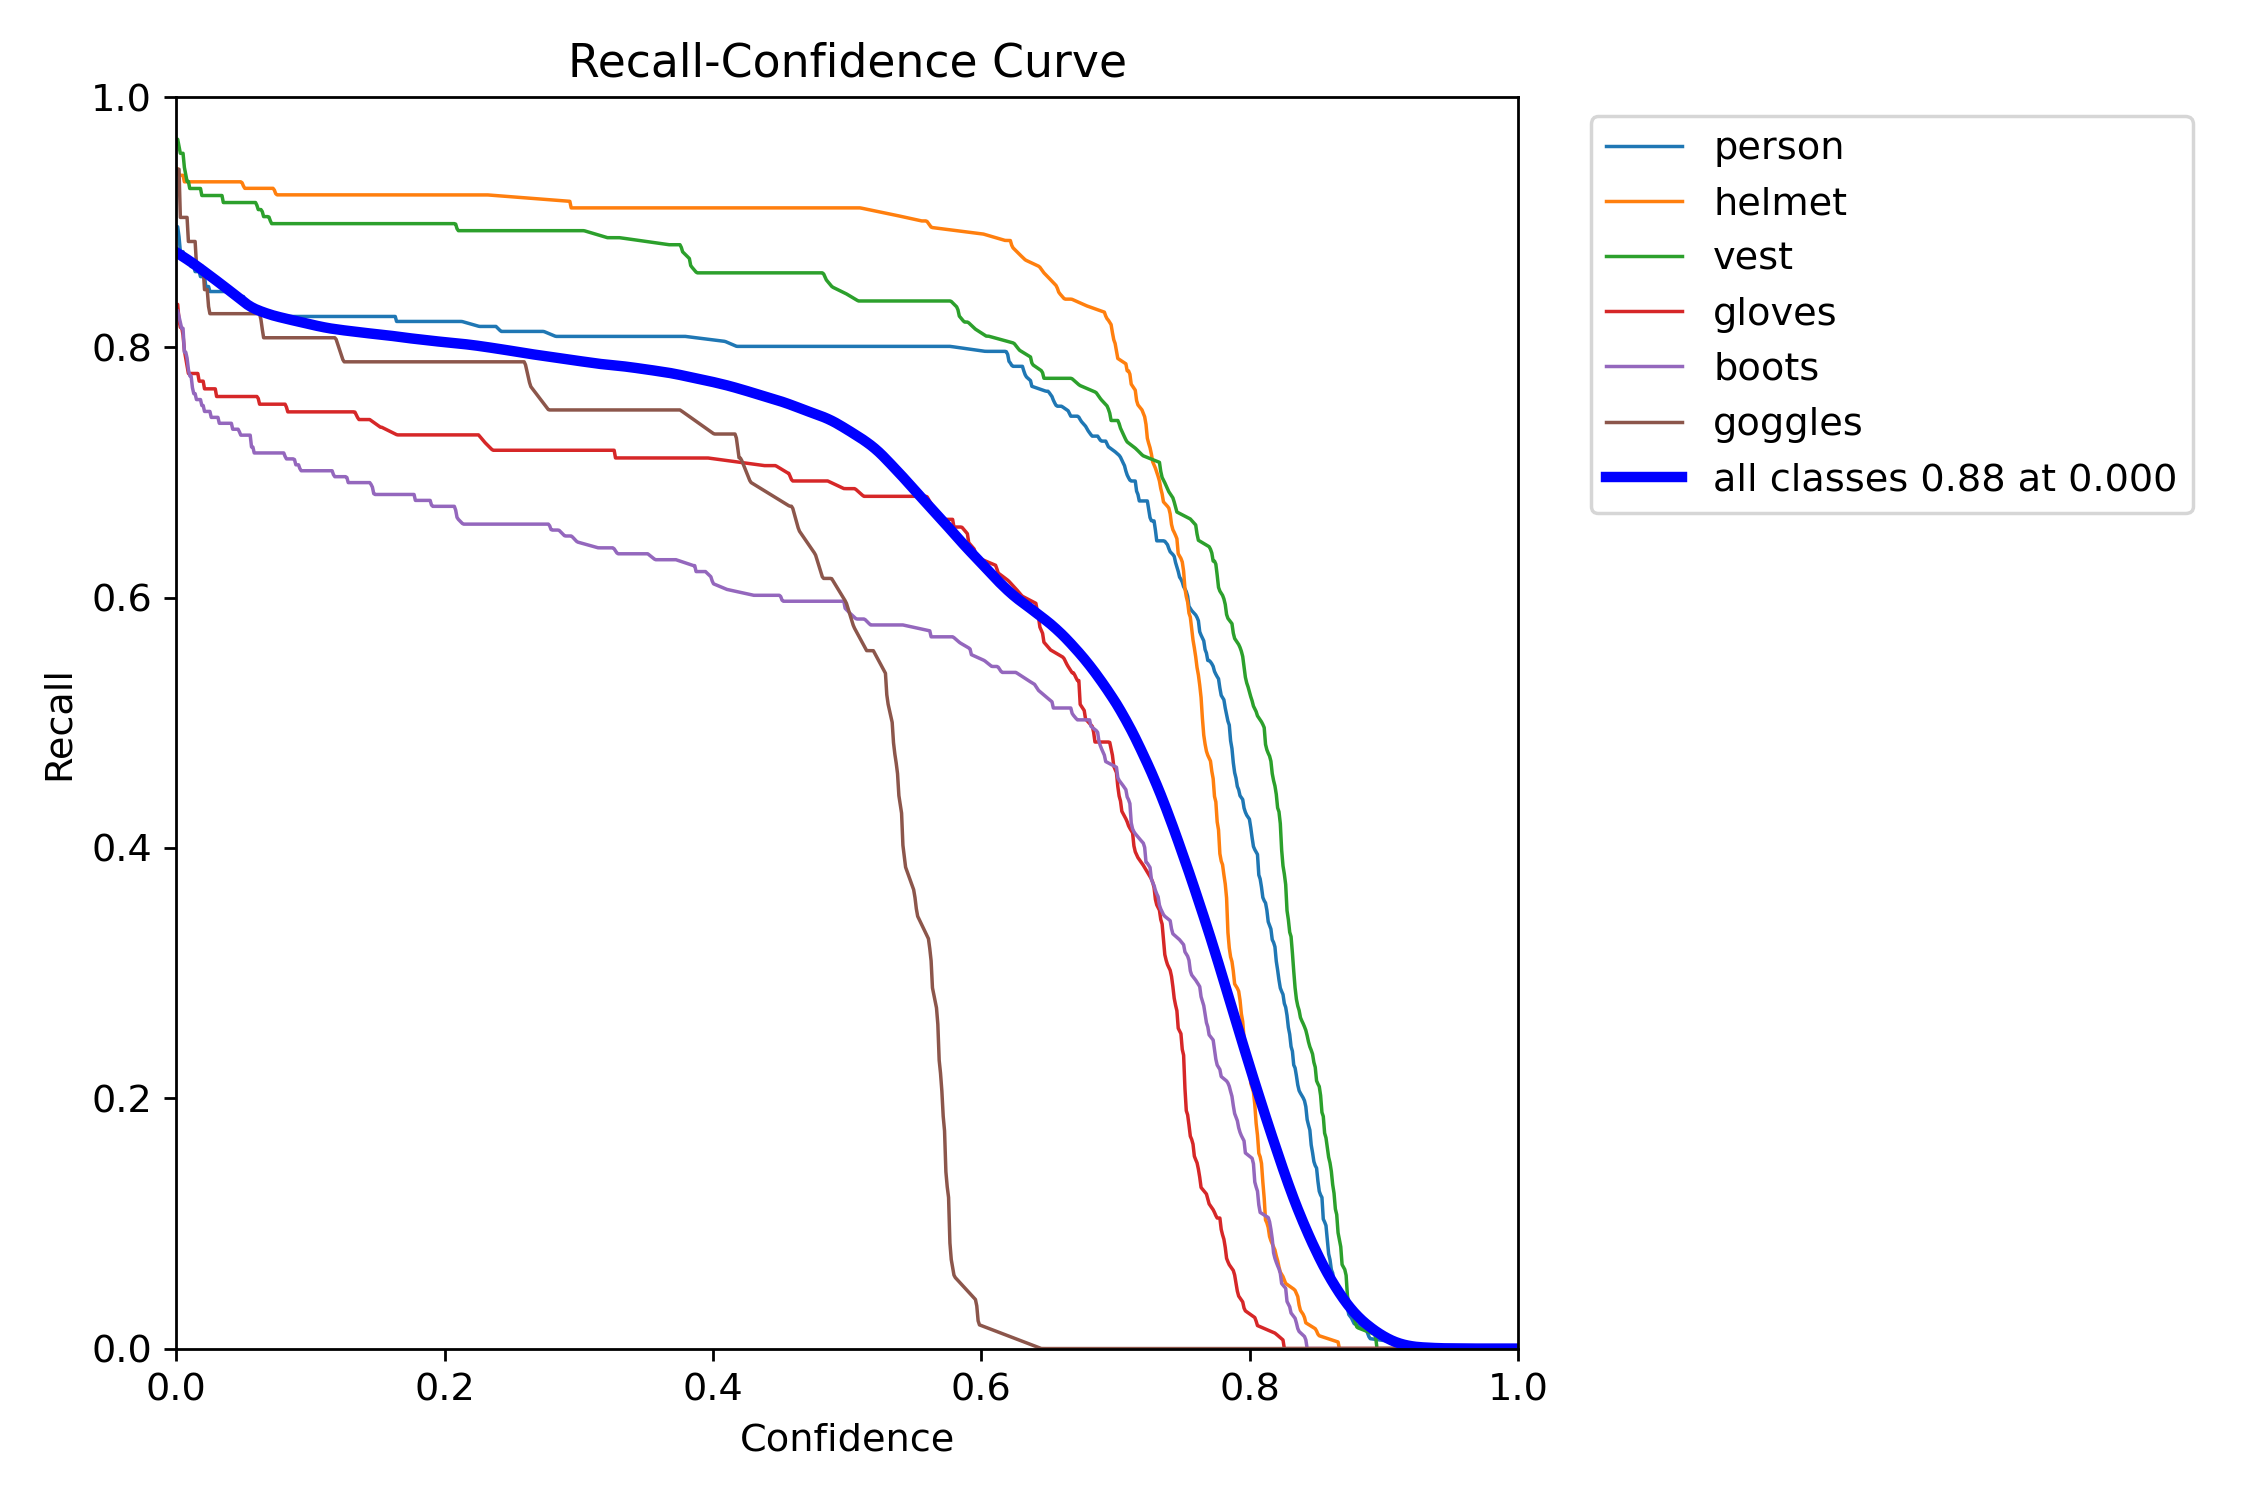 Recall-Confidence Curve
1.0
0.8
0.6
0.4
0.2
0.0
Recall
0.0 0.2 0.4 0.6 0.8 1.0
Confidence
person
helmet
vest
gloves
boots
goggles
all classes 0.88 at 0.000